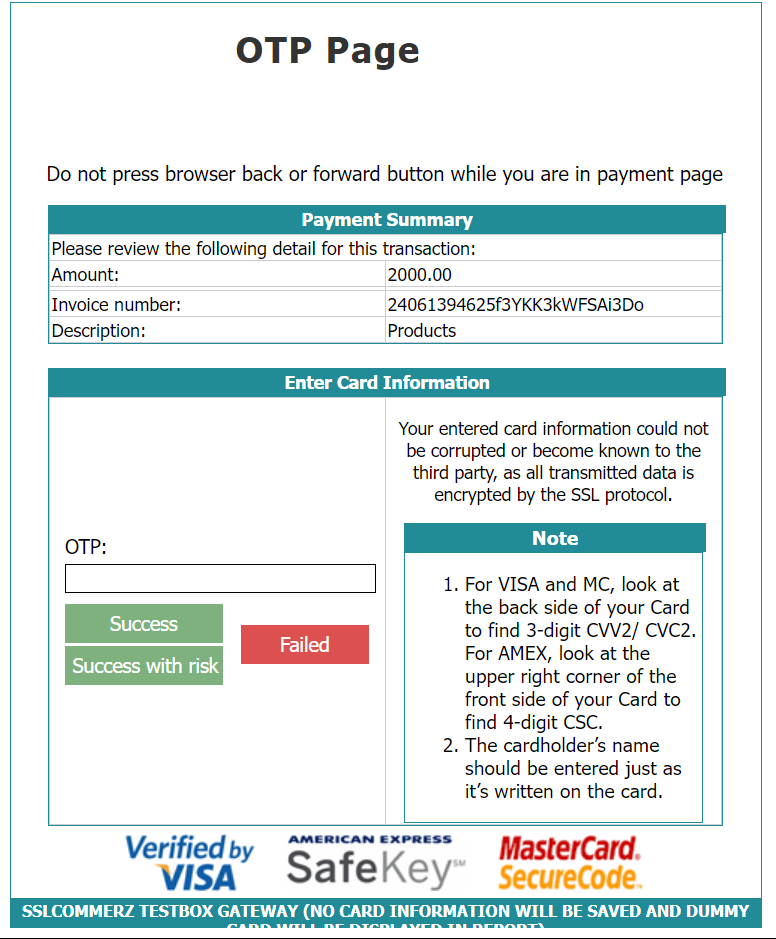 OTP Page
Do not press browser back or forward button while you are in payment page
Payment Summary
Please review the following detail for this transaction:
Amount: 2000.00
Invoice number: 24061394625f3YKK3kWFSAi3Do
Description: Products
Enter Card Information
Your entered card information could not
be corrupted or become known to the
third party, as all transmitted data is
encrypted by the SSL protocol.
OTP:
Success
Success with risk
Failed
Note
1. For VISA and MC, look at
the back side of your Card
to find 3-digit CVV2/ CVC2.
For AMEX, look at the
upper right corner of the
front side of your Card to
find 4-digit CSC.
2. The cardholder's name
should be entered just as
it's written on the card.
Verified by
VISA
AMERICAN EXPRESS
SafeKey SM
MasterCard.
SecureCode.
SSLCOMMERZ TESTBOX GATEWAY (NO CARD INFORMATION WILL BE SAVED AND DUMMY
CARD WILL BE DISPLAYED IN REPORT)